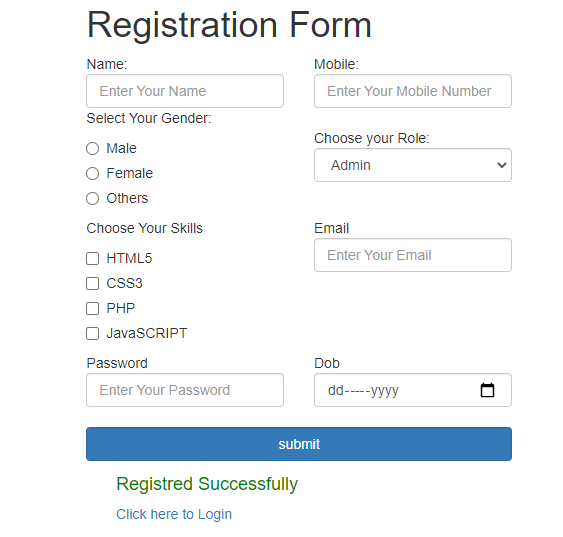 Registration Form
Name:
Mobile:
Enter Your Name
Enter Your Mobile Number
Select Your Gender:
Choose your Role:
Male
Admin
Female
Others
Choose Your Skills
Email
HTML5
Enter Your Email
CSS3
PHP
JavaSCRIPT
Password
Dob
Enter Your Password
dd-----yyyy
submit
Registred Successfully
Click here to Login